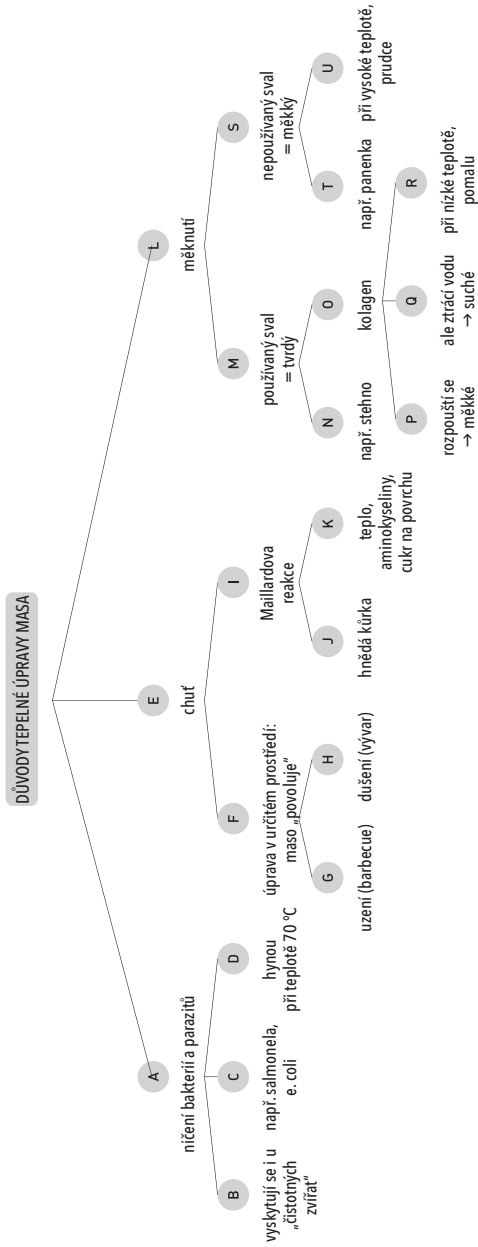 DŮVODY TEPELNÉ ÚPRAVY MASA
A
ničení bakterií a parazitů
B
vyskytují se i u
„čistotných
zvířat“
C
např. salmonela,
e. coli
D
hynou
při teplotě 70 °C
E
chuť
F
úprava v určitém prostředí:
maso „povoluje“
G
uzení (barbecue)
H
dušení (vývar)
I
Maillardova
reakce
J
hnědá kůrka
K
teplo,
aminokyseliny,
cukr na povrchu
L
měknutí
M
používaný sval
= tvrdý
N
např. stehno
O
kolagen
P
rozpouští se
→ měkké
Q
ale ztrácí vodu
→ suché
R
při nízké teplotě,
pomalu
S
nepoužívaný sval
= měkký
T
např. panenka
U
při vysoké teplotě,
prudce